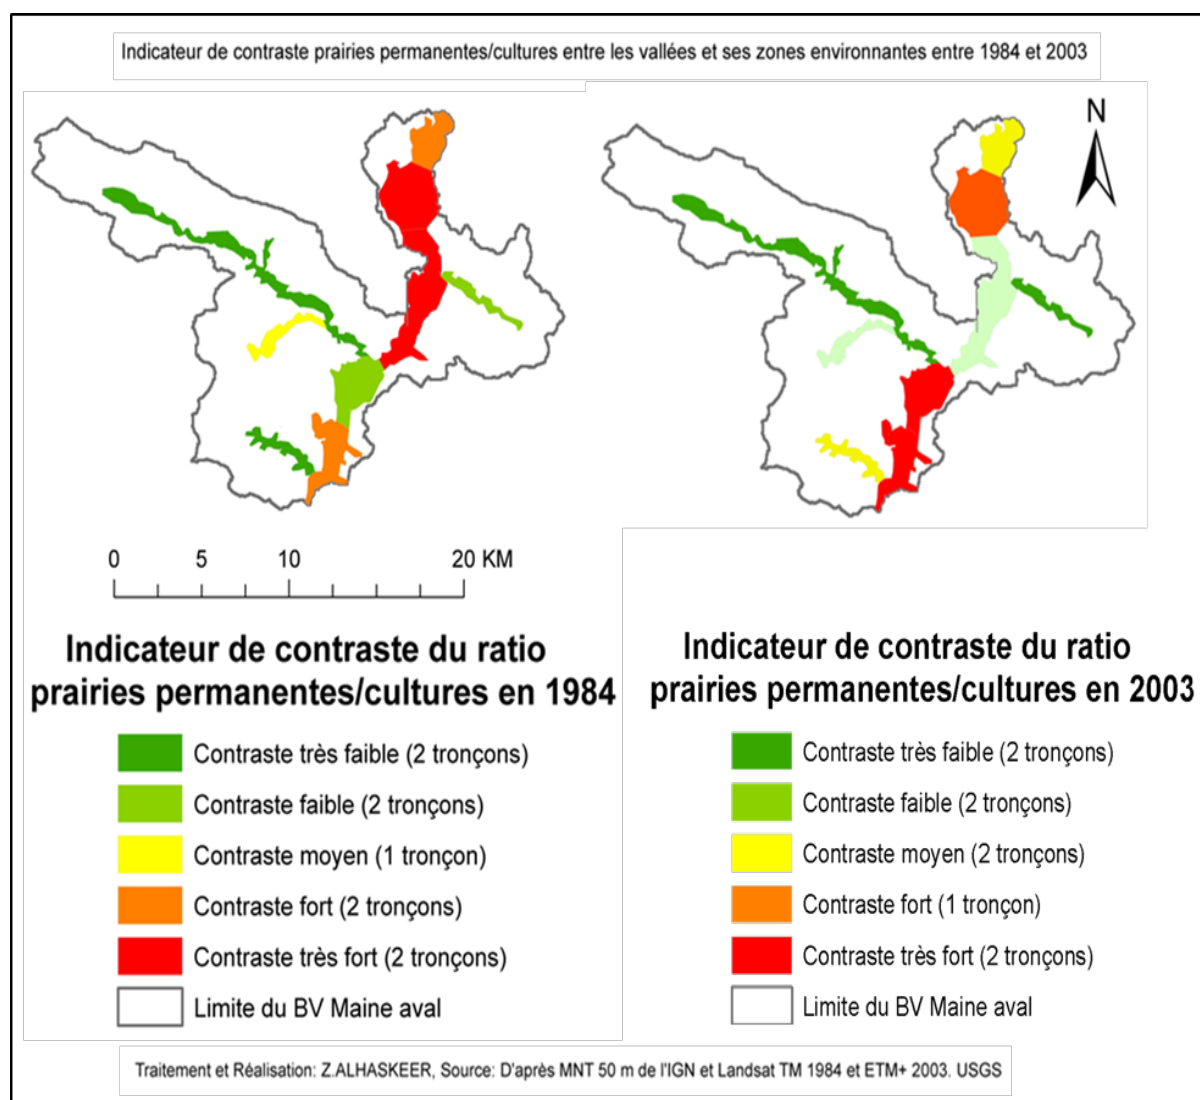 Indicateur de contraste prairies permanentes/cultures entre les vallées et ses zones environnantes entre 1984 et 2003
N
0 5 10 20 KM
Indicateur de contraste du ratio
prairies permanentes/cultures en 1984
Contraste très faible (2 tronçons)
Contraste faible (2 tronçons)
Contraste moyen (1 tronçon)
Contraste fort (2 tronçons)
Contraste très fort (2 tronçons)
Limite du BV Maine aval
Indicateur de contraste du ratio
prairies permanentes/cultures en 2003
Contraste très faible (2 tronçons)
Contraste faible (2 tronçons)
Contraste moyen (2 tronçons)
Contraste fort (1 tronçon)
Contraste très fort (2 tronçons)
Limite du BV Maine aval
Traitement et Réalisation: Z.ALHASKEER, Source: D'après MNT 50 m de l'IGN et Landsat TM 1984 et ETM+ 2003. USGS